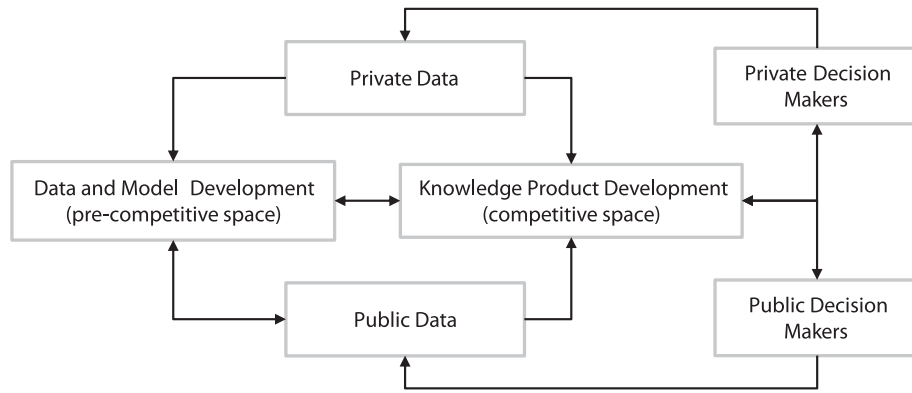 Private Data
Private Decision
Makers
Data and Model Development
(pre-competitive space)
Knowledge Product Development
(competitive space)
Public Data
Public Decision
Makers